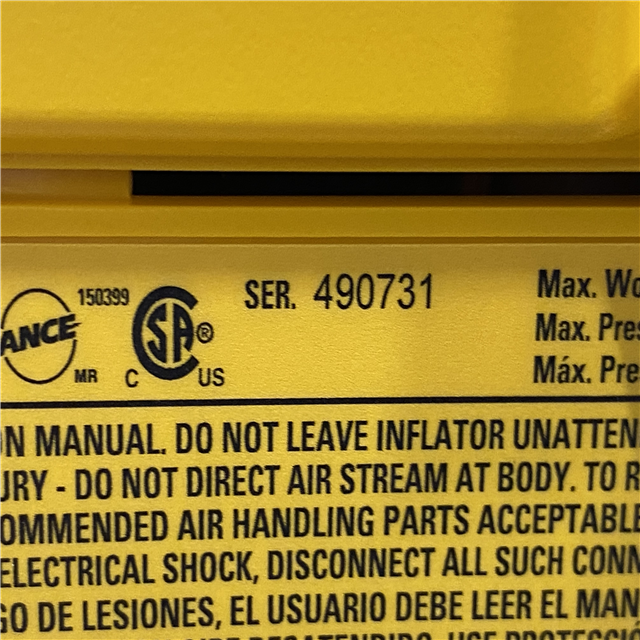 ANCE 150399 MR
C SA ® US
SER. 490731
Max. Wo
Max. Pres
Máx. Pre
N MANUAL. DO NOT LEAVE INFLATOR UNATTEN
URY - DO NOT DIRECT AIR STREAM AT BODY. TO R
OMMENDED AIR HANDLING PARTS ACCEPTABLE
ELECTRICAL SHOCK, DISCONNECT ALL SUCH CONN
GO DE LESIONES, EL USUARIO DEBE LEER EL MAN